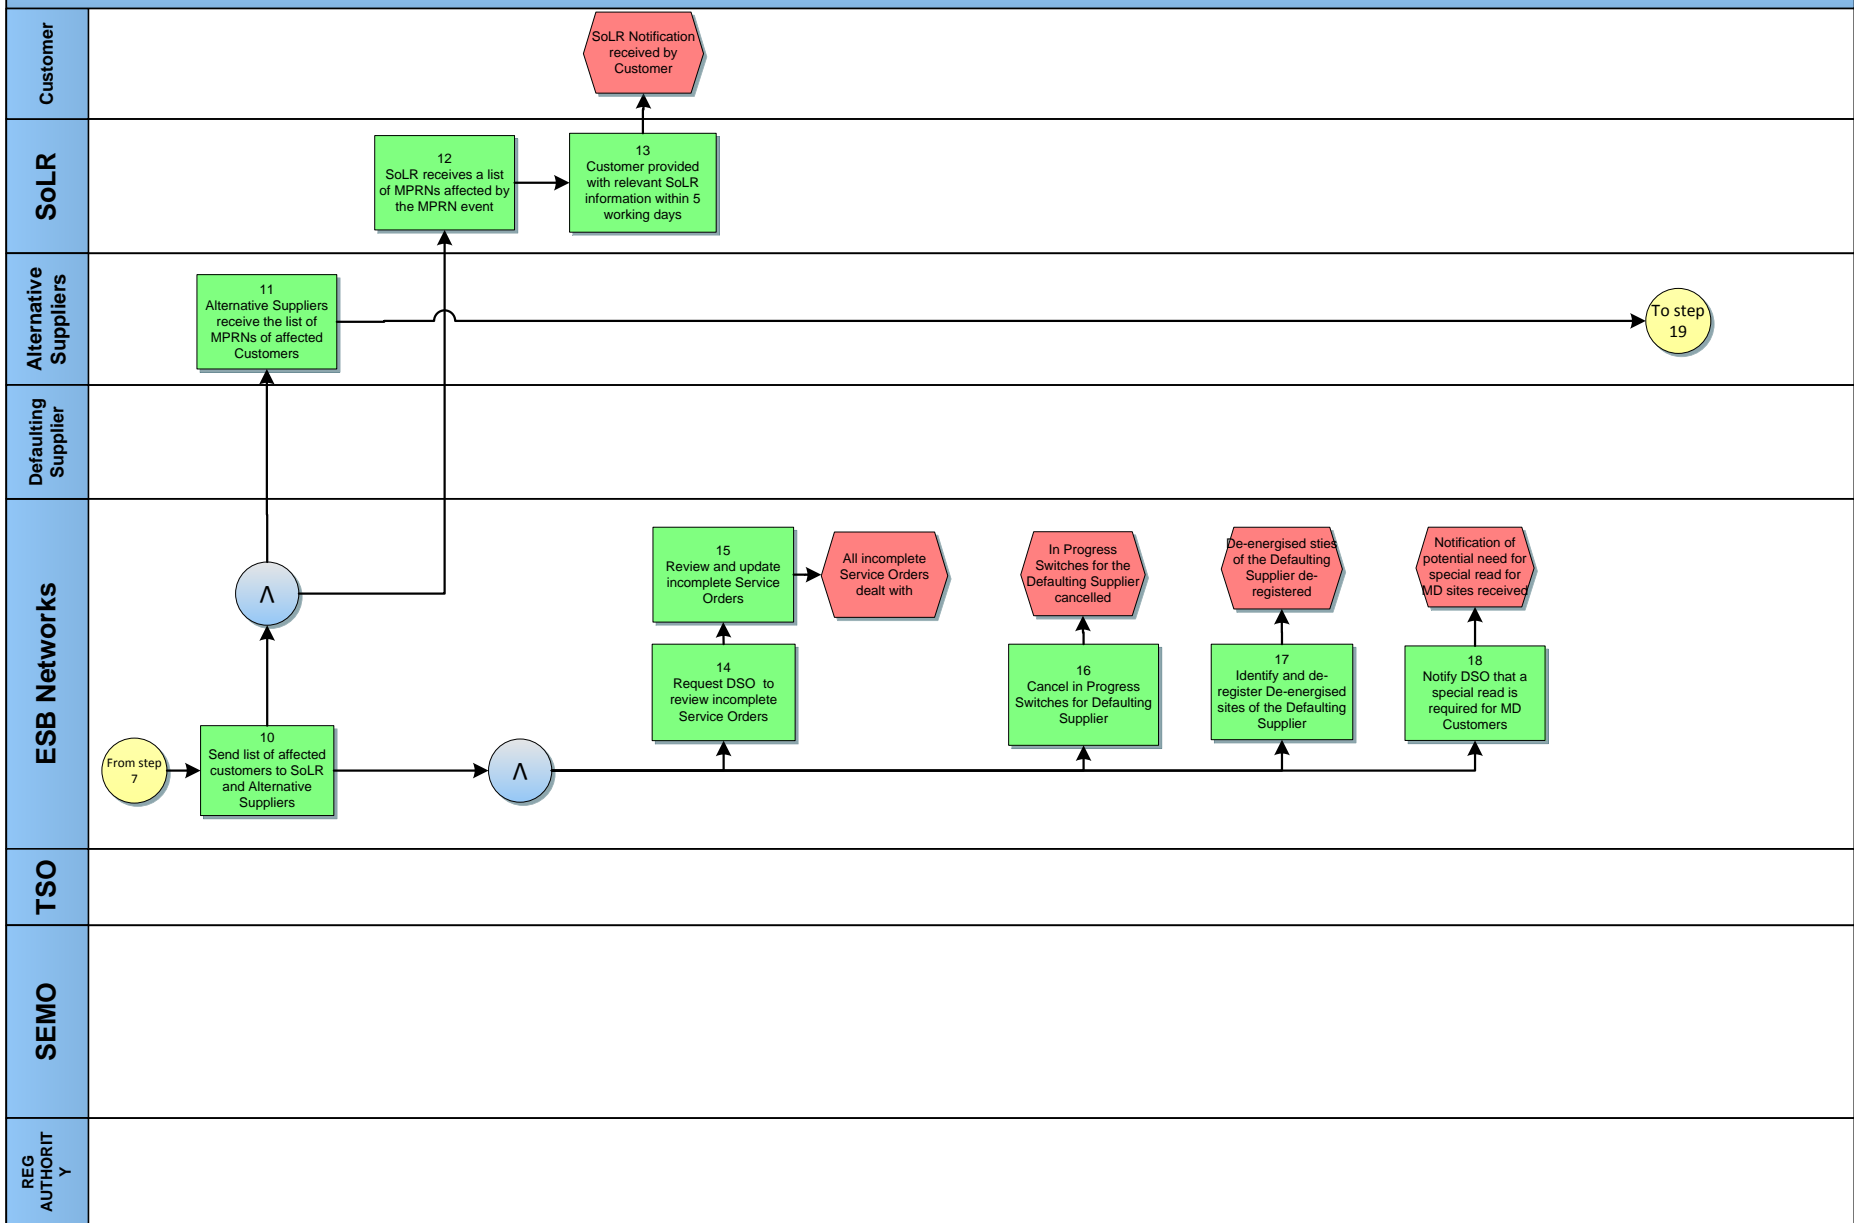 Customer
SoLR Notification
received by
Customer
SoLR
12
SoLR receives a list
of MPRNs affected by
the MPRN event
13
Customer provided
with relevant SoLR
information within 5
working days
Alternative
Suppliers
11
Alternative Suppliers
receive the list of
MPRNs of affected
Customers
To step
19
Defaulting
Supplier
ESB Networks
Λ
15
Review and update
incomplete Service
Orders
All incomplete
Service Orders
dealt with
In Progress
Switches for the
Defaulting Supplier
cancelled
De-energised sties
of the Defaulting
Supplier de-
registered
Notification of
potential need for
special read for
MD sites received
14
Request DSO to
review incomplete
Service Orders
16
Cancel in Progress
Switches for Defaulting
Supplier
17
Identify and de-
register De-energised
sites of the Defaulting
Supplier
18
Notify DSO that a
special read is
required for MD
Customers
From step
7
10
Send list of affected
customers to SoLR
and Alternative
Suppliers
Λ
TSO
SEMO
REG
AUTHORIT
Y